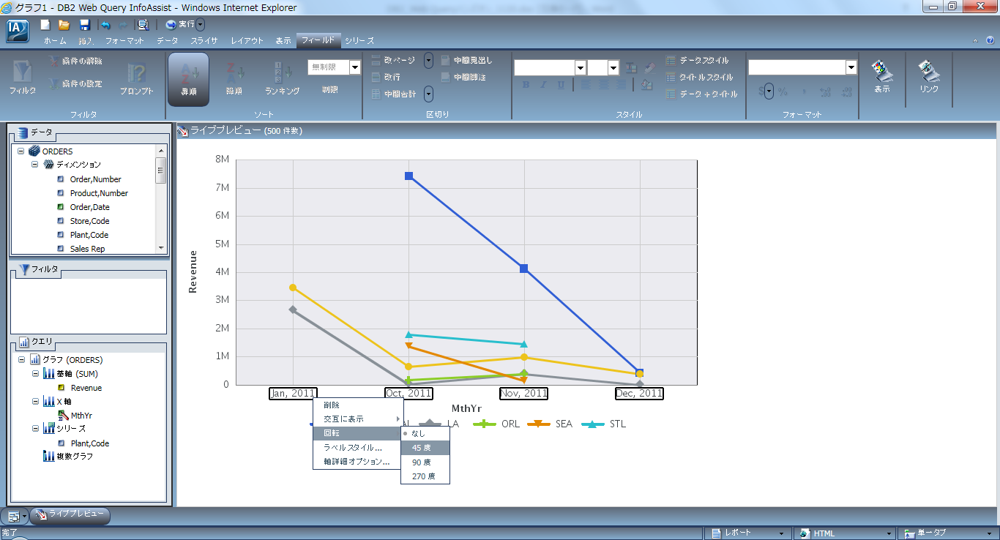 グラフ1 - DB2 Web Query InfoAssist - Windows Internet Explorer
IA
実行
ホーム 挿入 フォーマット データ スライサ レイアウト 表示 フィールド シリーズ
フィルタ
条件の解除
条件の設定
プロンプト
フィルタ
昇順
降順
ランキング
無制限
制限
ソート
改ページ
改行
中間合計
中間見出し
中間脚注
区切り
B I U
データスタイル
タイトルスタイル
データ + タイトル
スタイル
$ %
フォーマット
表示
リンク
データ
ORDERS
ディメンション
Order,Number
Product,Number
Order,Date
Store,Code
Plant,Code
Sales Rep
フィルタ
クエリ
グラフ (ORDERS)
基軸 (SUM)
Revenue
X 軸
MthYr
シリーズ
Plant,Code
複数グラフ
ライブプレビュー (500 件数)
8M
7M
6M
5M
4M
3M
2M
1M
0
Revenue
Jan, 2011 Oct, 2011 Nov, 2011 Dec, 2011
MthYr
LA ORL SEA STL
削除
交互に表示
回転
ラベルスタイル...
軸詳細オプション...
なし
45 度
90 度
270 度
ライブプレビュー
完了
レポート
HTML
単一タブ